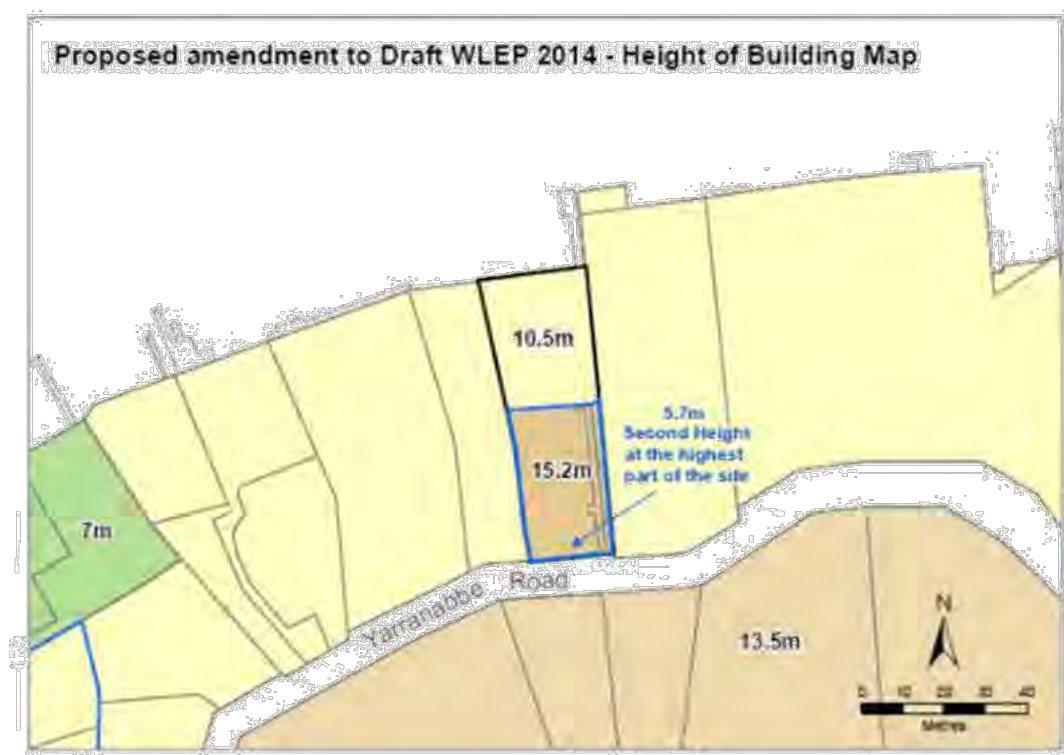 Proposed amendment to Draft WLEP 2014 - Height of Building Map
10.5m
5.7m
Second Height
at the highest
part of the site
15.2m
7m
Yarranabbe Road
13.5m
N
0 10 20 30 40
Metres